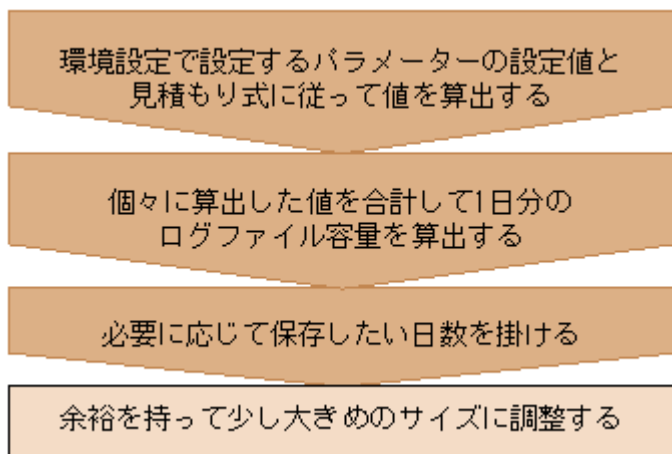 環境設定で設定するパラメーターの設定値と
見積もり式に従って値を算出する
個々に算出した値を合計して1日分の
ログファイル容量を算出する
必要に応じて保存したい日数を掛ける
余裕を持って少し大きめのサイズに調整する